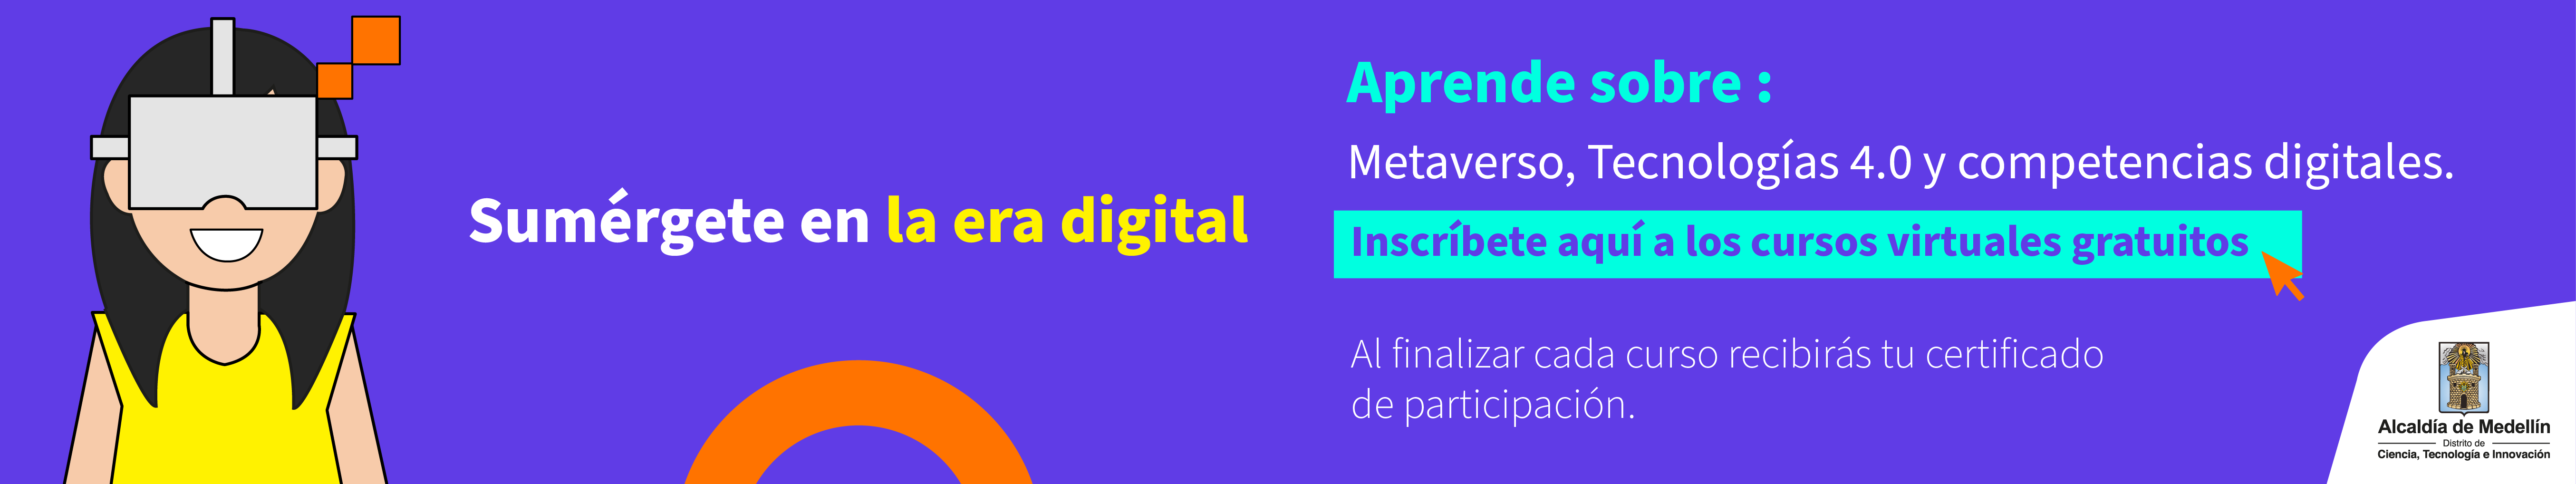 Sumérgete en la era digital
Aprende sobre :
Metaverso, Tecnologías 4.0 y competencias digitales.
Inscríbete aquí a los cursos virtuales gratuitos
Al finalizar cada curso recibirás tu certificado
de participación.
Alcaldía de Medellín
Distrito de
Ciencia, Tecnología e Innovación